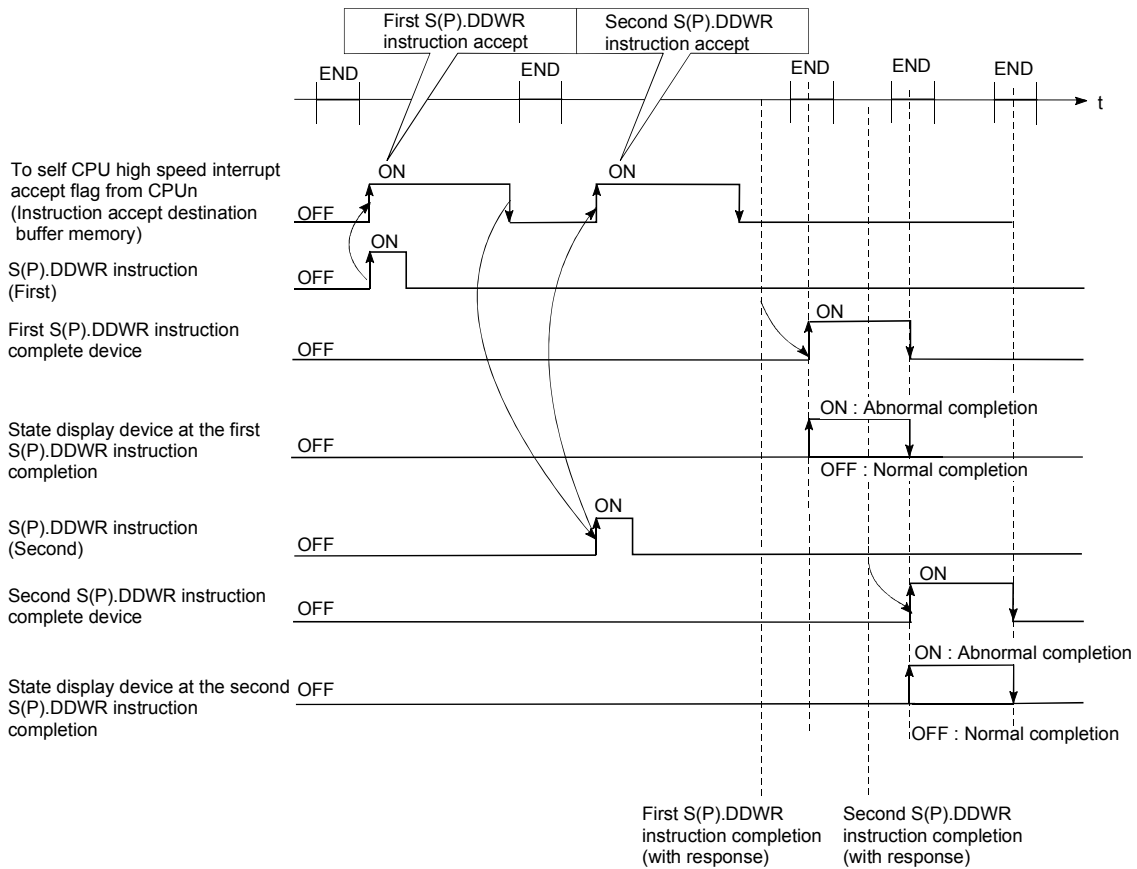 First S(P).DDWR
instruction accept
Second S(P).DDWR
instruction accept
END
END
END
END
END
t
To self CPU high speed interrupt
accept flag from CPUn
(Instruction accept destination
buffer memory)
OFF
ON
ON
S(P).DDWR instruction
(First)
OFF
ON
First S(P).DDWR instruction
complete device
OFF
ON
State display device at the first
S(P).DDWR instruction
completion
OFF
ON : Abnormal completion
OFF : Normal completion
S(P).DDWR instruction
(Second)
OFF
ON
Second S(P).DDWR instruction
complete device
OFF
ON
State display device at the second
S(P).DDWR instruction
completion
OFF
ON : Abnormal completion
OFF : Normal completion
First S(P).DDWR
instruction completion
(with response)
Second S(P).DDWR
instruction completion
(with response)